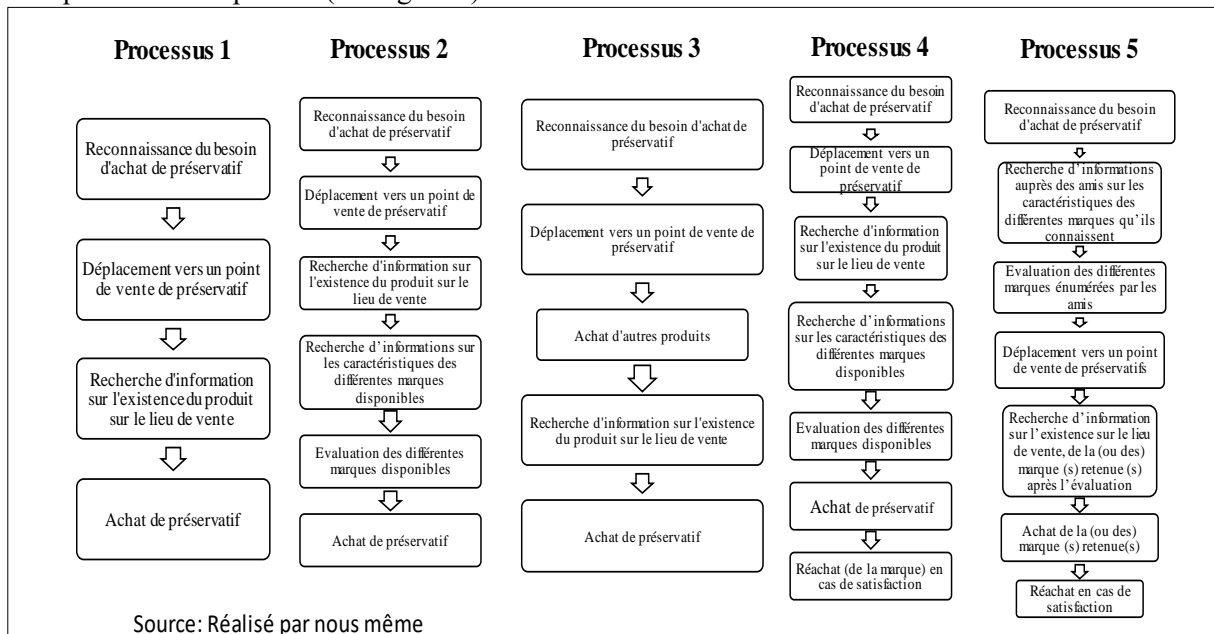 Processus 1
Reconnaissance du besoin
d'achat de préservatif
Déplacement vers un point
de vente de préservatif
Recherche d'information
sur l'existence du produit
sur le lieu de vente
Achat de préservatif
Processus 2
Reconnaissance du besoin
d'achat de préservatif
Déplacement vers un point de
vente de préservatif
Recherche d'information sur
l'existence du produit sur le
lieu de vente
Recherche d'informations sur
les caractéristiques des
différentes marques
disponibles
Evaluation des différentes
marques disponibles
Achat de préservatif
Processus 3
Reconnaissance du besoin d'achat de
préservatif
Déplacement vers un point de vente de
préservatif
Achat d'autres produits
Recherche d'information sur l'existence
du produit sur le lieu de vente
Achat de préservatif
Processus 4
Reconnaissance du besoin
d'achat de préservatif
Déplacement vers un
point de vente de
préservatif
Recherche d'information
sur l'existence du produit
sur le lieu de vente
Recherche d'informations
sur les caractéristiques des
différentes marques
disponibles
Evaluation des différentes
marques disponibles
Achat de préservatif
Réachat (de la marque) en
cas de satisfaction
Processus 5
Reconnaissance du besoin
d'achat de préservatif
Recherche d'informations
auprès des amis sur les
caractéristiques des
différentes marques qu'ils
connaissent
Evaluation des différentes
marques énumérées par les
amis
Déplacement vers un point
de vente de préservatifs
Recherche d'information
sur l'existence sur le lieu
de vente, de la (ou des)
marque (s) retenue (s)
après l'évaluation
Achat de la (ou des)
marque (s) retenue(s)
Réachat en cas de
satisfaction
Source: Réalisé par nous même